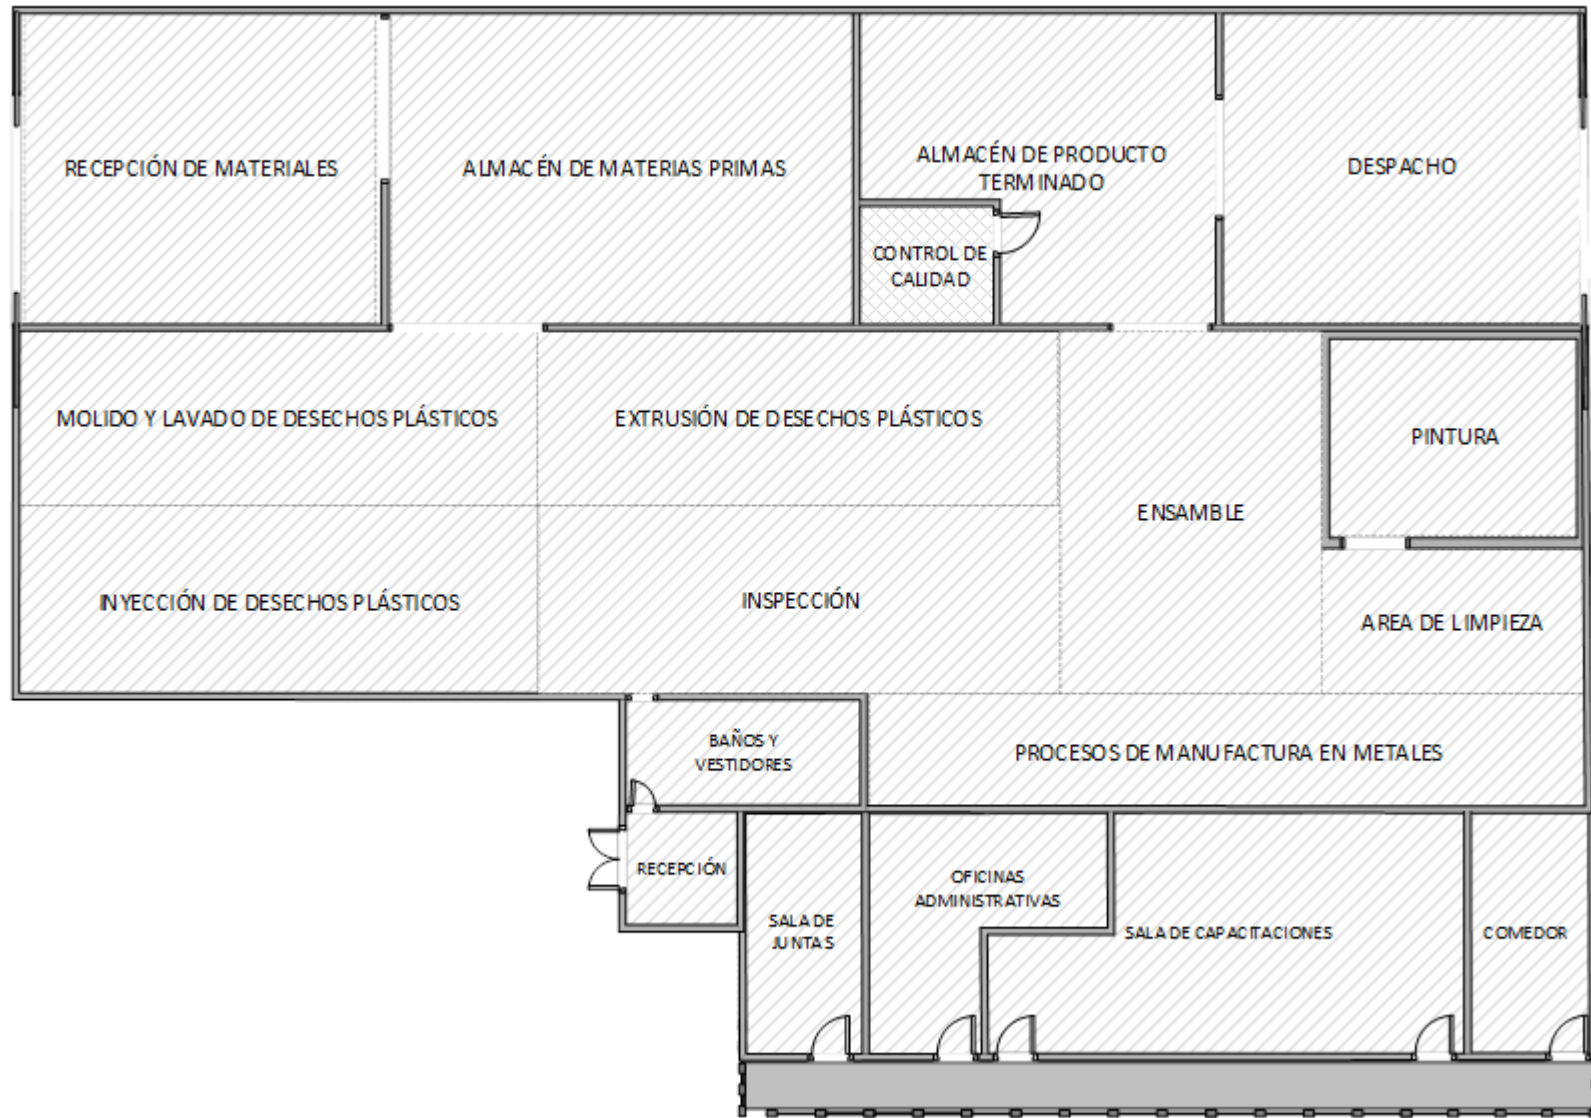 RECEPCIÓN DE MATERIALES
ALMACÉN DE MATERIAS PRIMAS
ALMACÉN DE PRODUCTO
TERMINADO
DESPACHO
CONTROL DE
CALIDAD
MOLIDO Y LAVADO DE DESECHOS PLÁSTICOS
EXTRUSIÓN DE DESECHOS PLÁSTICOS
PINTURA
ENSAMBLE
INYECCIÓN DE DESECHOS PLÁSTICOS
INSPECCIÓN
AREA DE LIMPIEZA
BAÑOS Y
VESTIDORES
PROCESOS DE MANUFACTURA EN METALES
RECEPCIÓN
OFICINAS
ADMINISTRATIVAS
SALA DE
JUNTAS
SALA DE CAPACITACIONES
COMEDOR